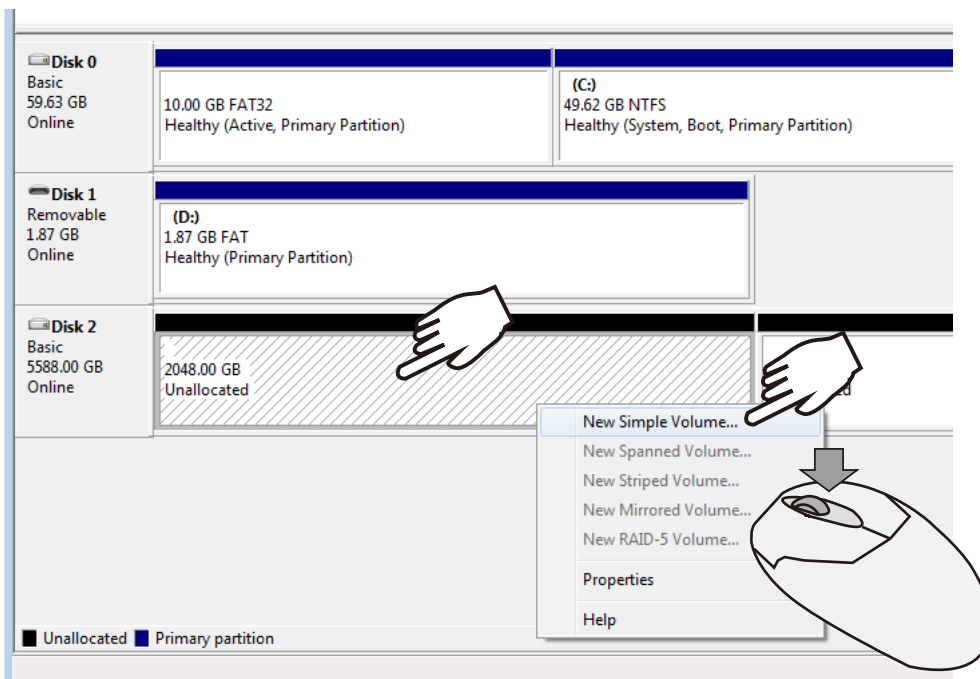 Disk 0
Basic
59.63 GB
Online
10.00 GB FAT32
Healthy (Active, Primary Partition)
(C:)
49.62 GB NTFS
Healthy (System, Boot, Primary Partition)
Disk 1
Removable
1.87 GB
Online
(D:)
1.87 GB FAT
Healthy (Primary Partition)
Disk 2
Basic
5588.00 GB
Online
2048.00 GB
Unallocated
New Simple Volume...
New Spanned Volume...
New Striped Volume...
New Mirrored Volume...
New RAID-5 Volume...
Properties
Help
Unallocated Primary partition